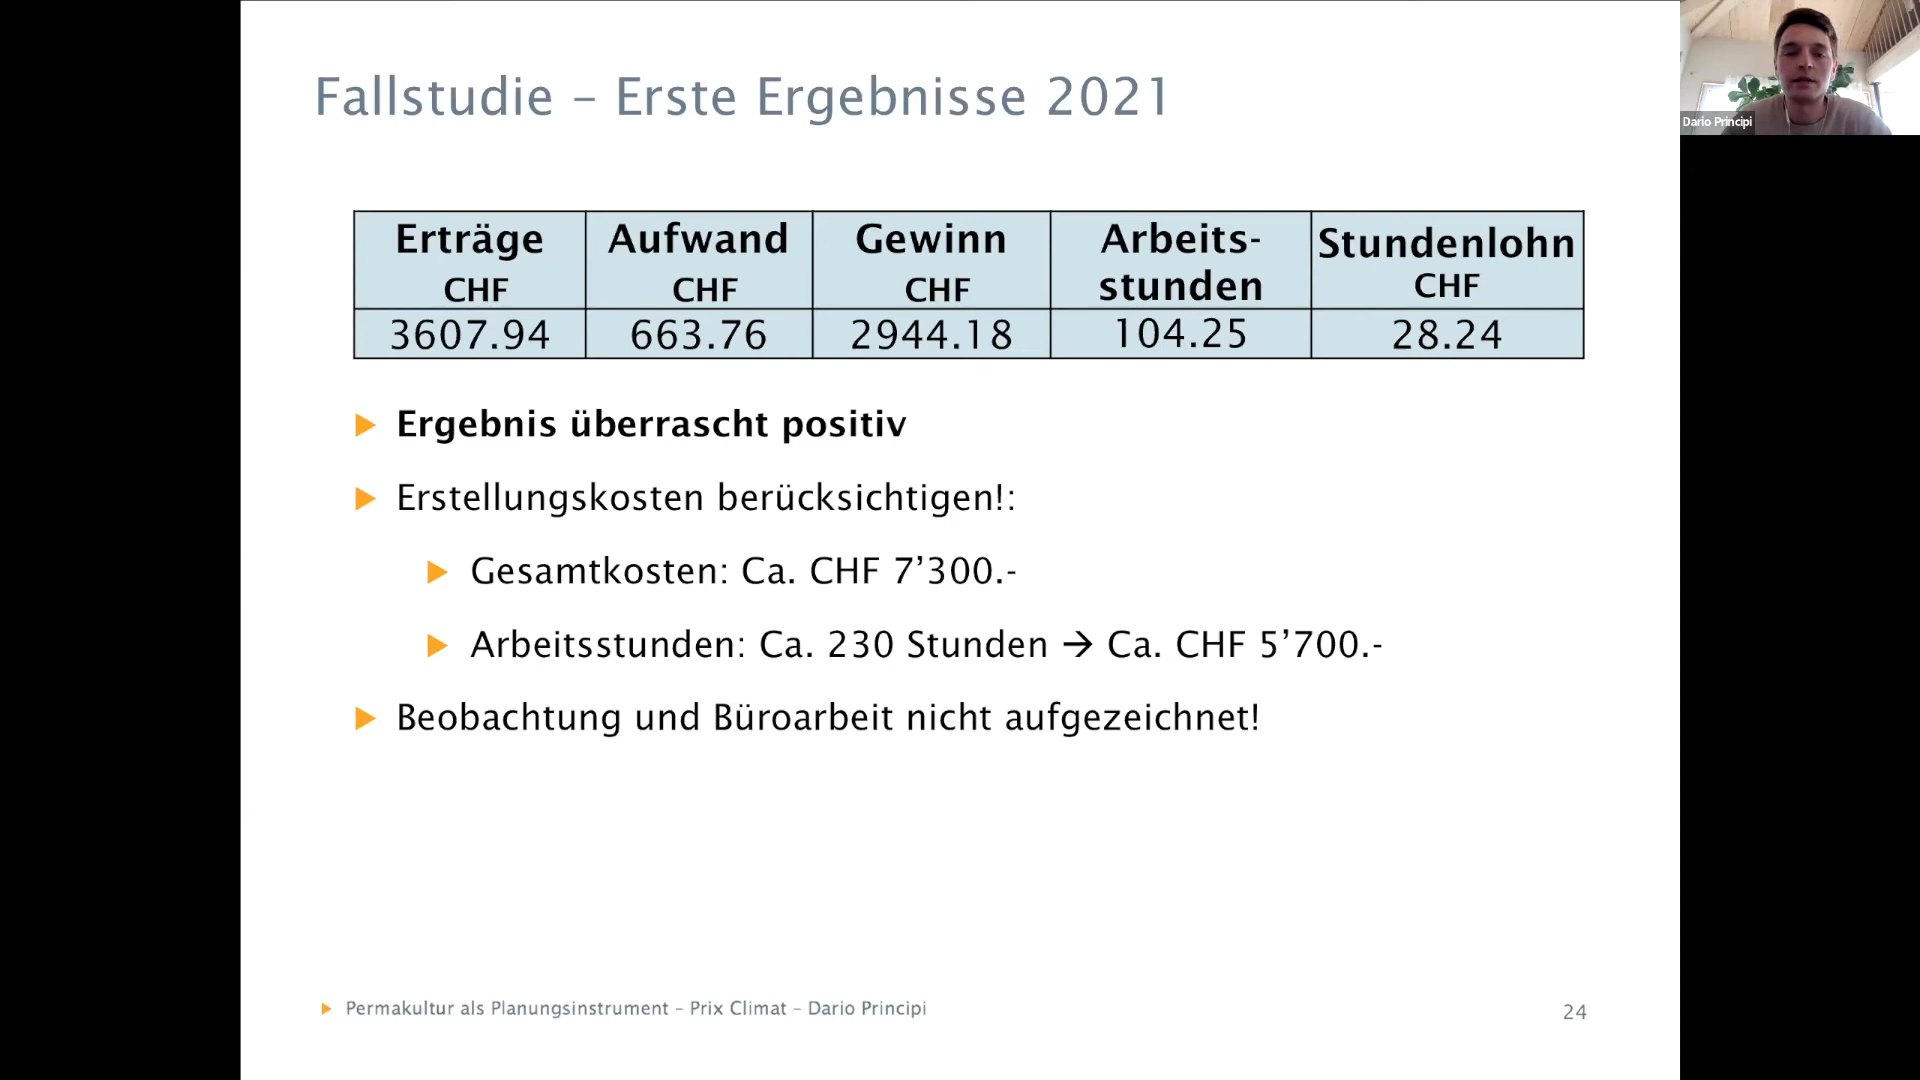 Fallstudie – Erste Ergebnisse 2021
Dario Principi
Erträge CHF
Aufwand CHF
Gewinn CHF
Arbeits-
stunden
Stundenlohn CHF
3607.94
663.76
2944.18
104.25
28.24
Ergebnis überrascht positiv
Erstellungskosten berücksichtigen!:
Gesamtkosten: Ca. CHF 7’300.-
Arbeitsstunden: Ca. 230 Stunden → Ca. CHF 5’700.-
Beobachtung und Büroarbeit nicht aufgezeichnet!
Permakultur als Planungsinstrument – Prix Climat – Dario Principi
24